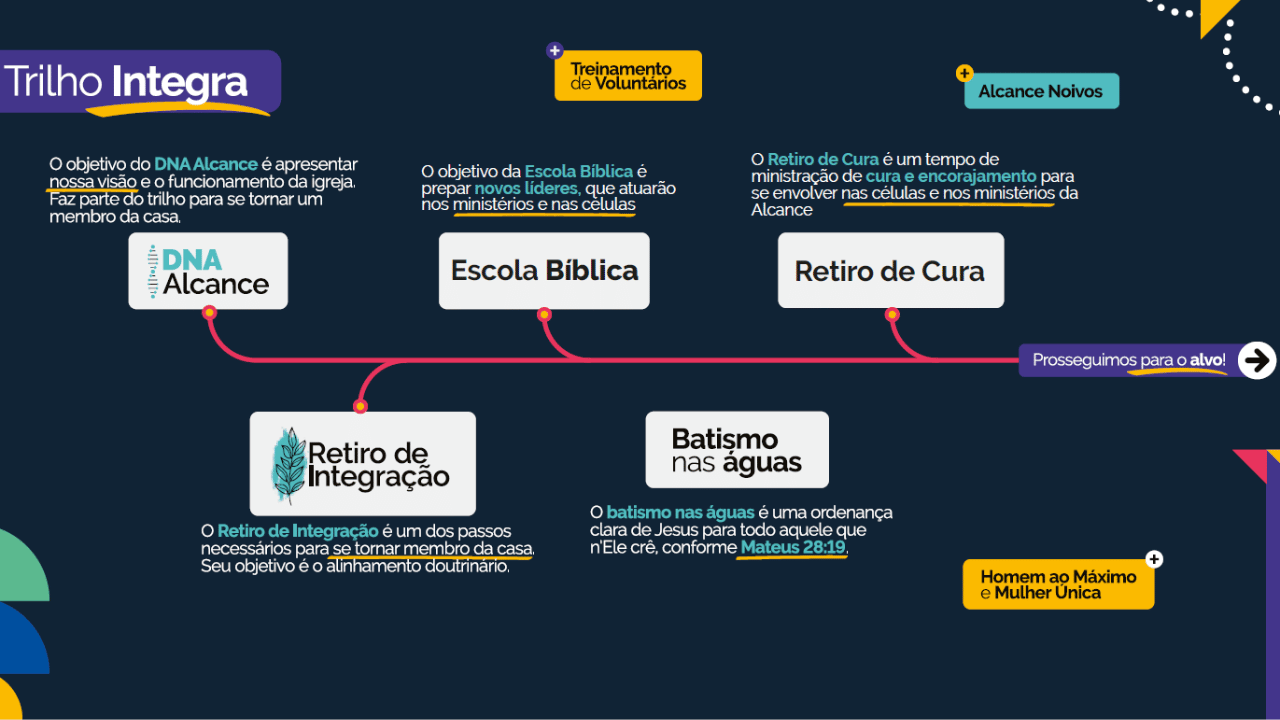 Trilho Integra
Treinamento
de Voluntários
Alcance Noivos
O objetivo do DNA Alcance é apresentar
nossa visão e o funcionamento da igreja.
Faz parte do trilho para se tornar um
membro da casa.
O objetivo da Escola Bíblica é
prepar novos líderes, que atuarão
nos ministérios e nas células
O Retiro de Cura é um tempo de
ministração de cura e encorajamento para
se envolver nas células e nos ministérios da
Alcance
DNA
Alcance
Escola Bíblica
Retiro de Cura
Prosseguimos para o alvo!
Retiro de
Integração
Batismo
nas águas
O Retiro de Integração é um dos passos
necessários para se tornar membro da casa.
Seu objetivo é o alinhamento doutrinário.
O batismo nas águas é uma ordenança
clara de Jesus para todo aquele que
n'Ele crê, conforme Mateus 28:19.
Homem ao Máximo
e Mulher Única